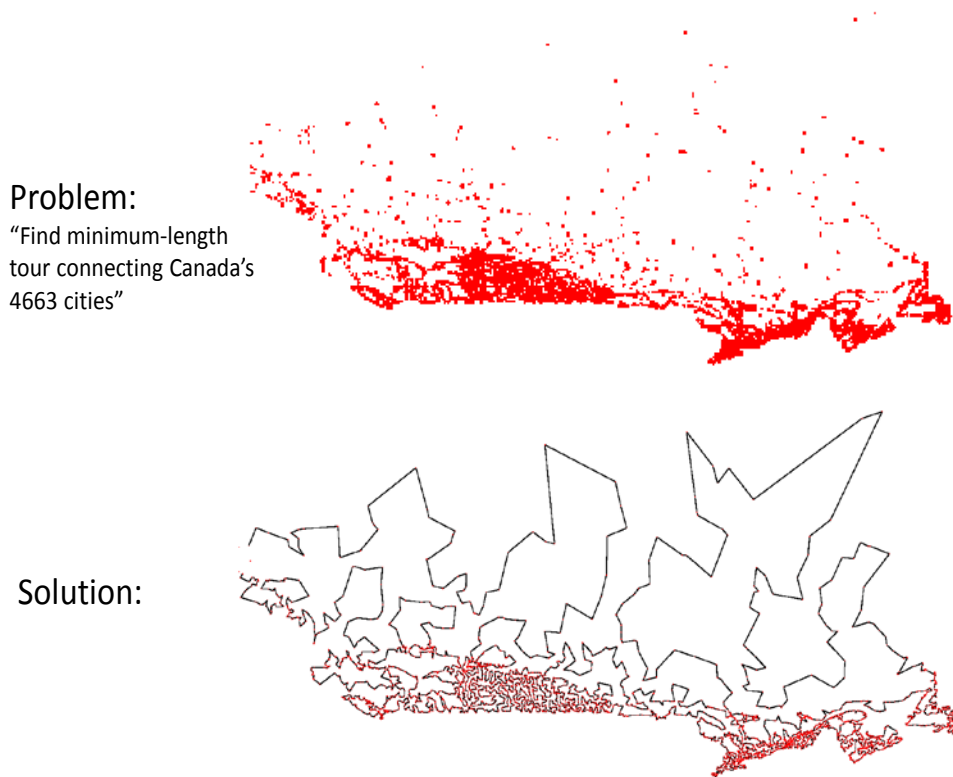 Problem:
“Find minimum-length
tour connecting Canada’s
4663 cities”
Solution: